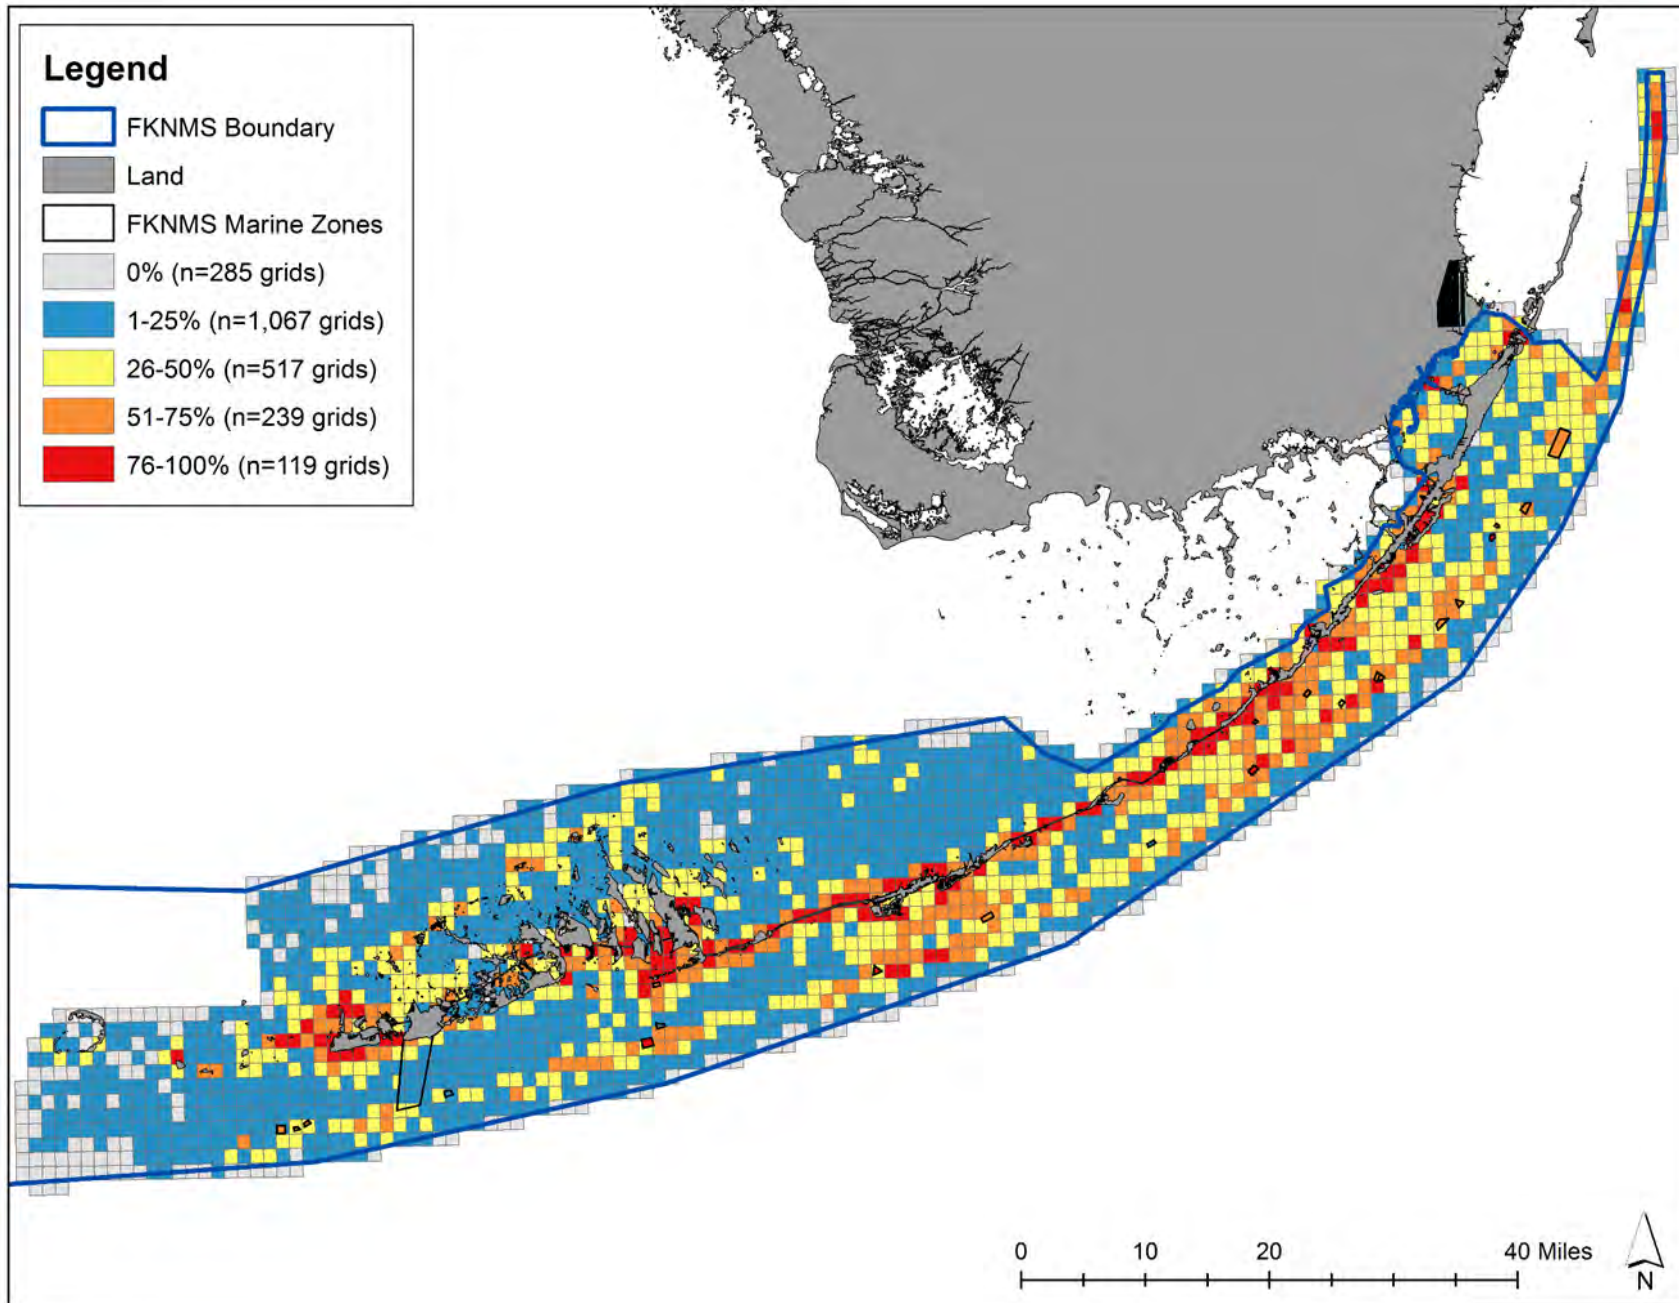 Legend
FKNMS Boundary
Land
FKNMS Marine Zones
0% (n=285 grids)
1-25% (n=1,067 grids)
26-50% (n=517 grids)
51-75% (n=239 grids)
76-100% (n=119 grids)
0 10 20 40 Miles
N